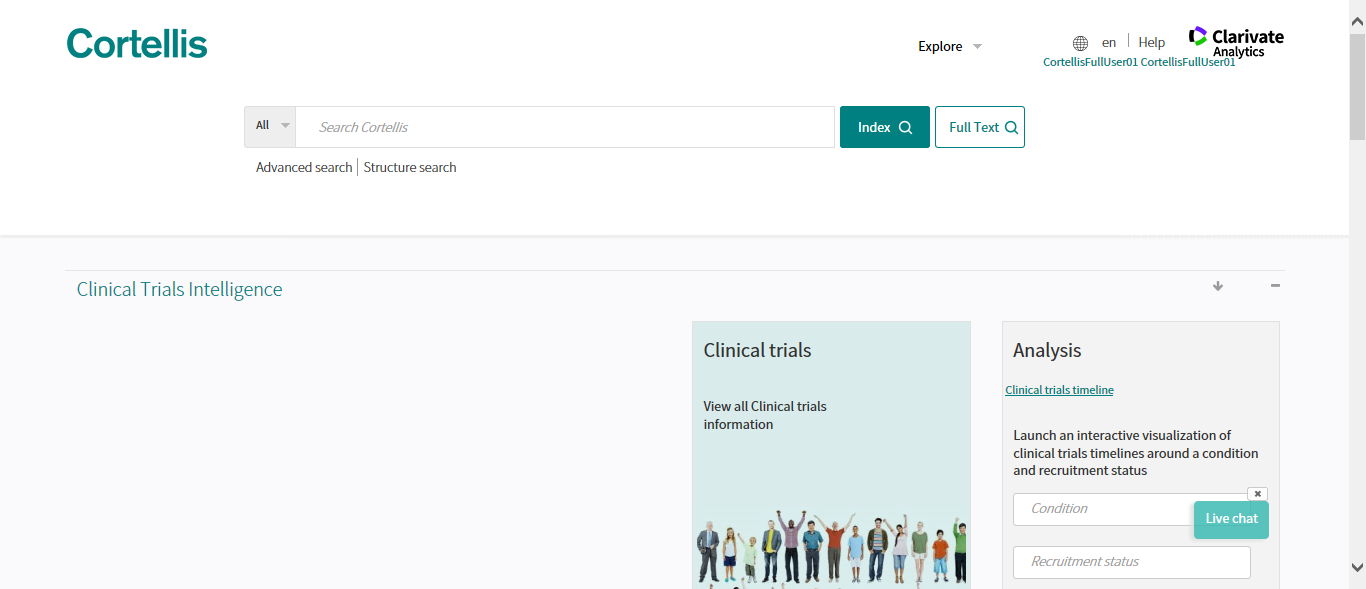 Cortellis
Explore
en
Help
Clarivate
Analytics
CortellisFullUser01 CortellisFullUser01
All
Search Cortellis
Index
Full Text
Advanced search
Structure search
Clinical Trials Intelligence
Clinical trials
View all Clinical trials
information
Analysis
Clinical trials timeline
Launch an interactive visualization of
clinical trials timelines around a condition
and recruitment status
Condition
Live chat
Recruitment status